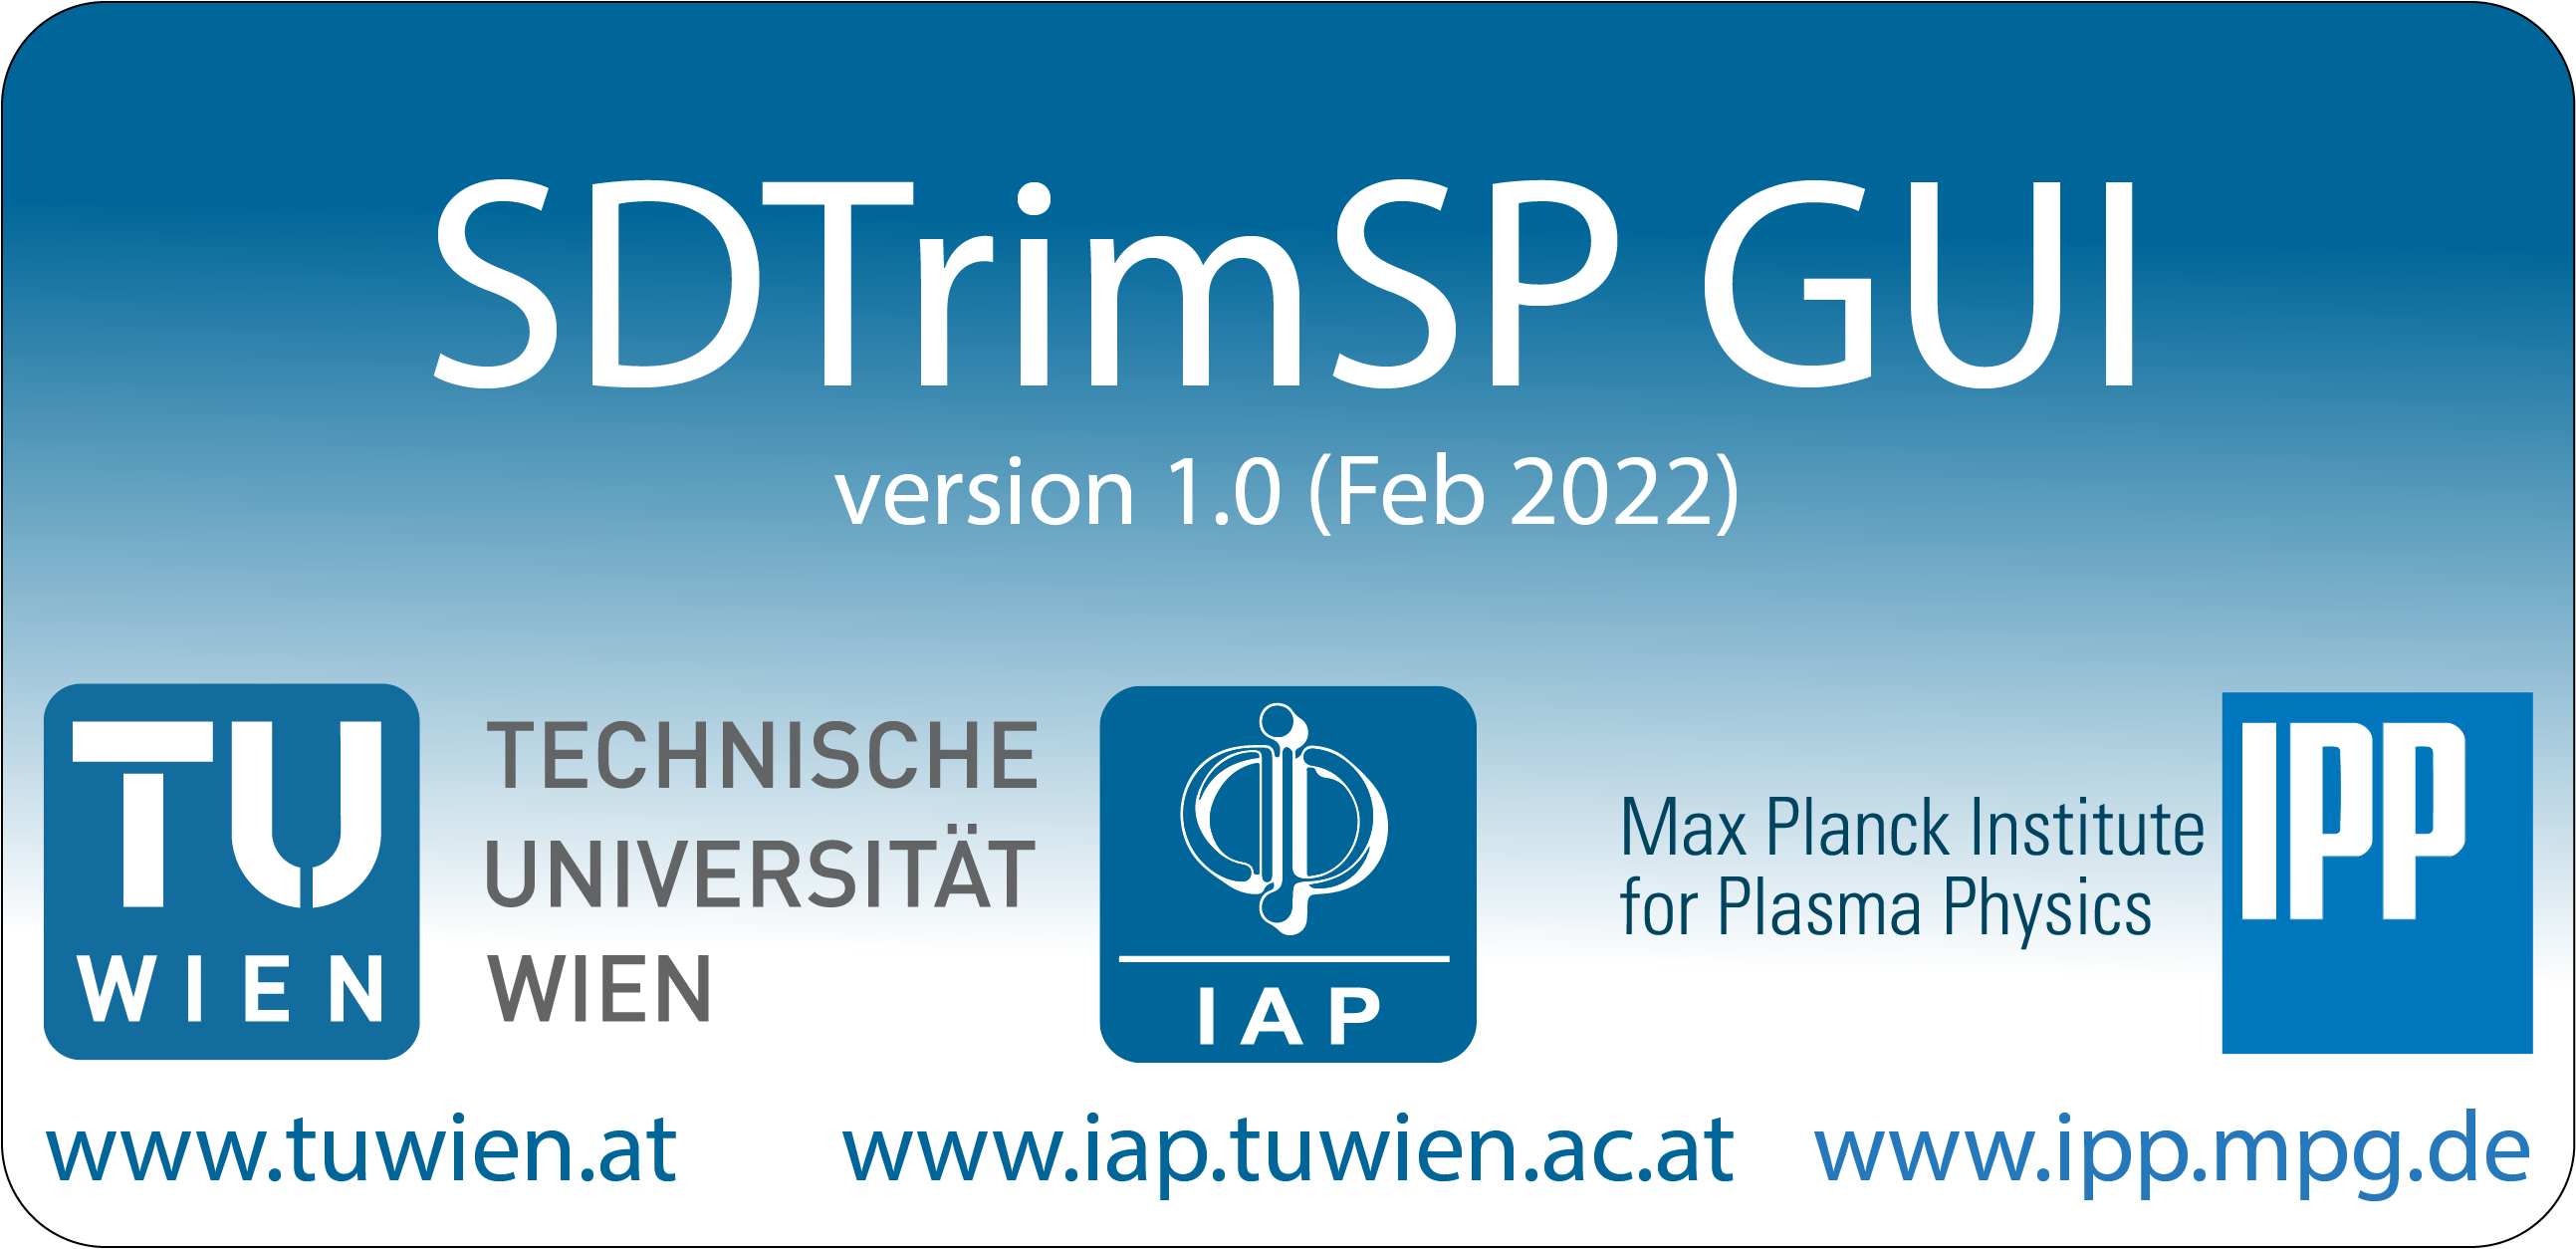 SDTrimSP GUI
version 1.0 (Feb 2022)
TU
WIEN
TECHNISCHE
UNIVERSITÄT
WIEN
IAP
Max Planck Institute
for Plasma Physics
IPP
www.tuwien.at
www.iap.tuwien.ac.at
www.ipp.mpg.de